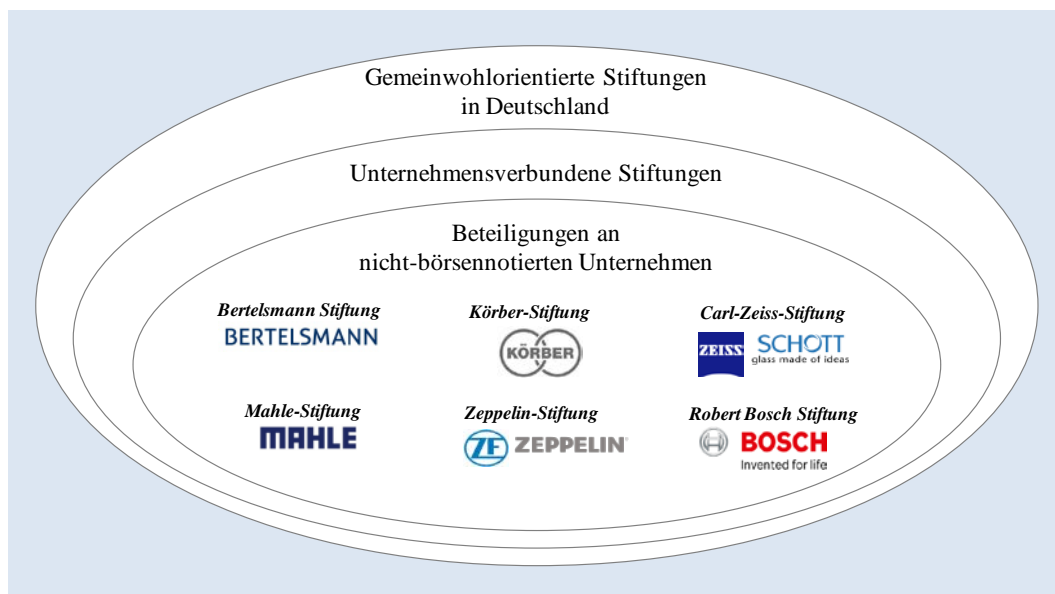 Gemeinwohlorientierte Stiftungen
in Deutschland
Unternehmensverbundene Stiftungen
Beteiligungen an
nicht-börsennotierten Unternehmen
Bertelsmann Stiftung
BERTELSMANN
Körber-Stiftung
KÖRBER
Carl-Zeiss-Stiftung
ZEISS
SCHOTT
glass made of ideas
Mahle-Stiftung
MAHLE
Zeppelin-Stiftung
ZF ZEPPELIN
Robert Bosch Stiftung
BOSCH
Invented for life